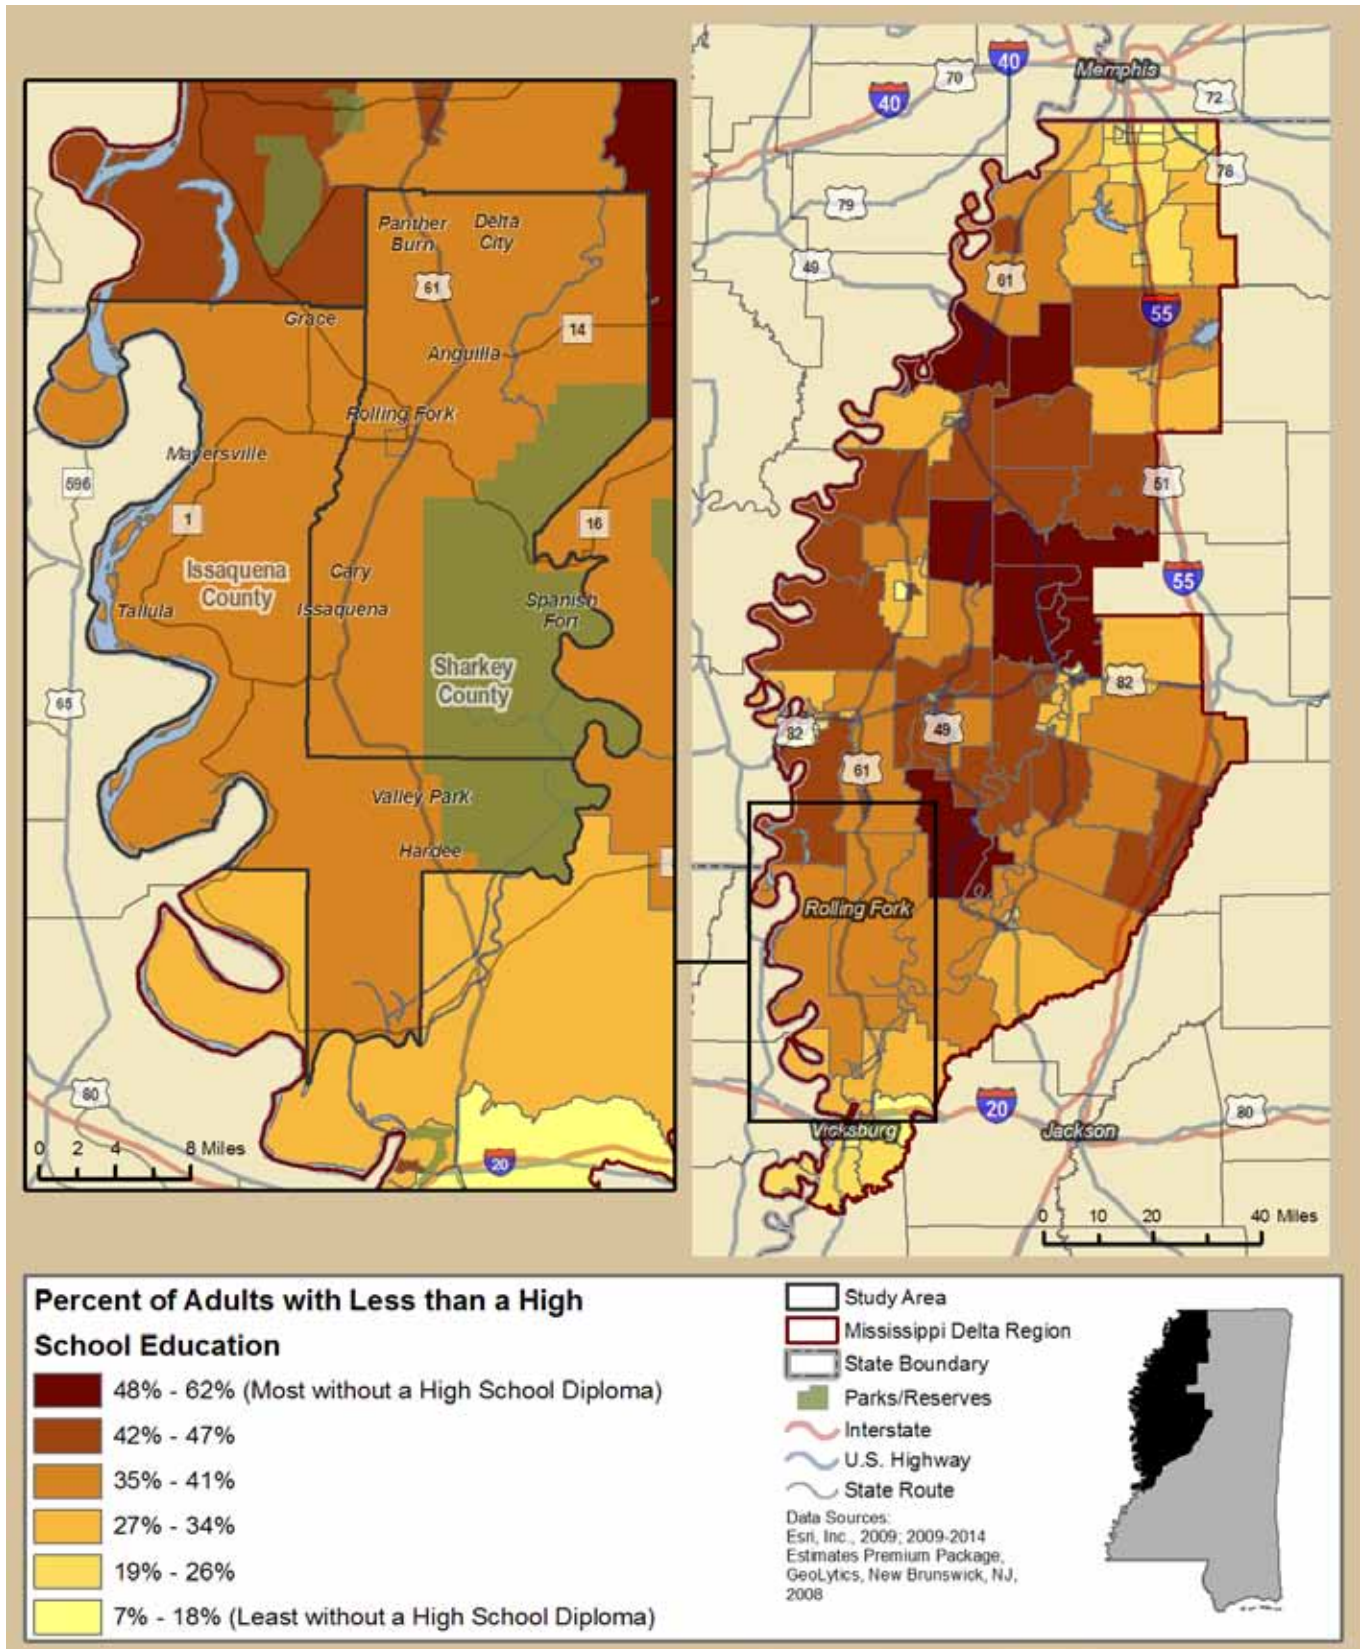 40
70
40
Memphis
72
78
79
49
61
55
51
55
82
82
49
61
Rolling Fork
20
80
Vicksburg
Jackson
0 10 20 40 Miles
Panther
Burn
Delta
City
61
Grace
14
Anguilla
Rolling Fork
Mayersville
596
1
16
Issaquena
County
Cary
Tallula
Issaquena
Spanish
Fort
Sharkey
County
65
Valley Park
Hardee
80
0 2 4 8 Miles
20
Percent of Adults with Less than a High
School Education
48% - 62% (Most without a High School Diploma)
42% - 47%
35% - 41%
27% - 34%
19% - 26%
7% - 18% (Least without a High School Diploma)
Study Area
Mississippi Delta Region
State Boundary
Parks/Reserves
Interstate
U.S. Highway
State Route
Data Sources:
Esri, Inc., 2009; 2009-2014
Estimates Premium Package,
GeoLytics, New Brunswick, NJ,
2008